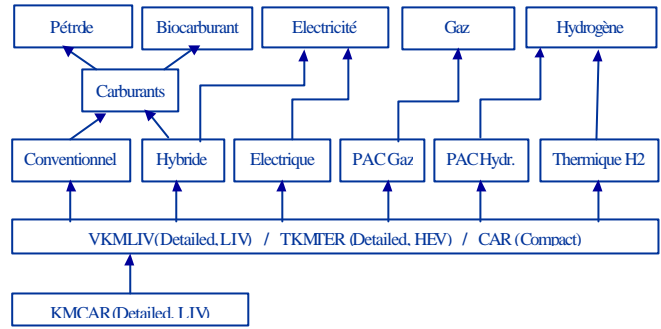 Pétrole
Biocarburant
Electricité
Gaz
Hydrogène
Carburants
Conventionnel
Hybride
Electrique
PAC Gaz
PAC Hydr.
Thermique H2
VKMLIV (Detailed, LIV) / TKMTER (Detailed, HEV) / CAR (Compact)
KMCAR (Detailed, LIV)